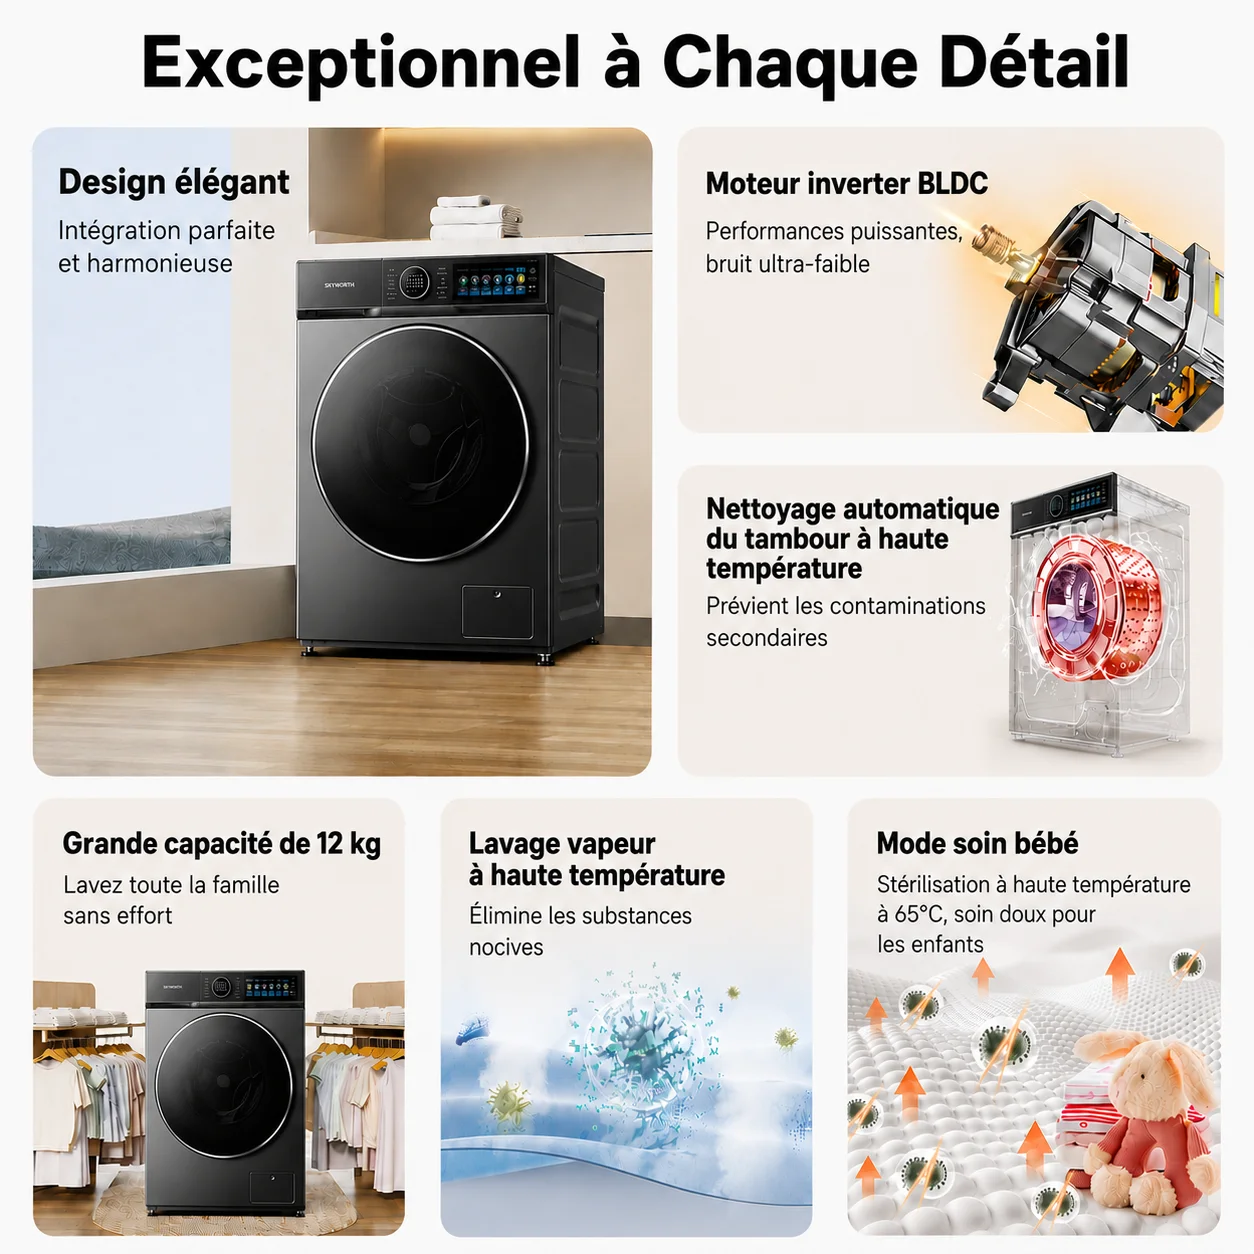 Exceptionnel à Chaque Détail
Design élégant
Intégration parfaite
et harmonieuse
SKYWORTH
Moteur inverter BLDC
Performances puissantes,
bruit ultra-faible
Nettoyage automatique
du tambour à haute
température
Prévient les contaminations
secondaires
Grande capacité de 12 kg
Lavez toute la famille
sans effort
SKYWORTH
Lavage vapeur
à haute température
Élimine les substances
nocives
Mode soin bébé
Stérilisation à haute température
à 65°C, soin doux pour
les enfants